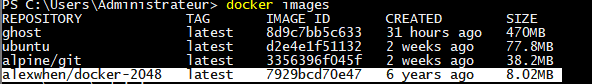 PS C:\Users\Administrateur> docker images
REPOSITORY TAG IMAGE ID CREATED SIZE
ghost latest 8d9c7bb5c633 31 hours ago 470MB
ubuntu latest d2e4e1f51132 2 weeks ago 77.8MB
alpine/git latest 3356396f045f 2 weeks ago 38.2MB
alexwhen/docker-2048 latest 7929bcd70e47 6 years ago 8.02MB